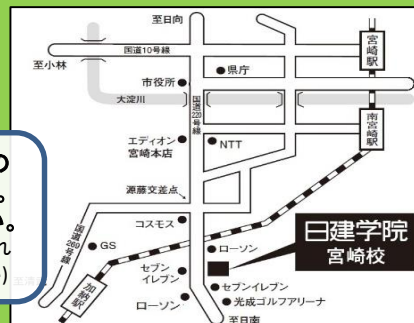 至日向
国道10号線
至小林
宮崎駅
県庁
市役所
大淀川
国道220号線
南宮崎駅
エディオン
宮崎本店
NTT
の
。
い。
れ
)
源藤交差点
国道269号線
コスモス
GS
ローソン
日建学院
宮崎校
セブン
イレブン
加納駅
セブンイレブン
ローソン
光成ゴルフアリーナ
至日南